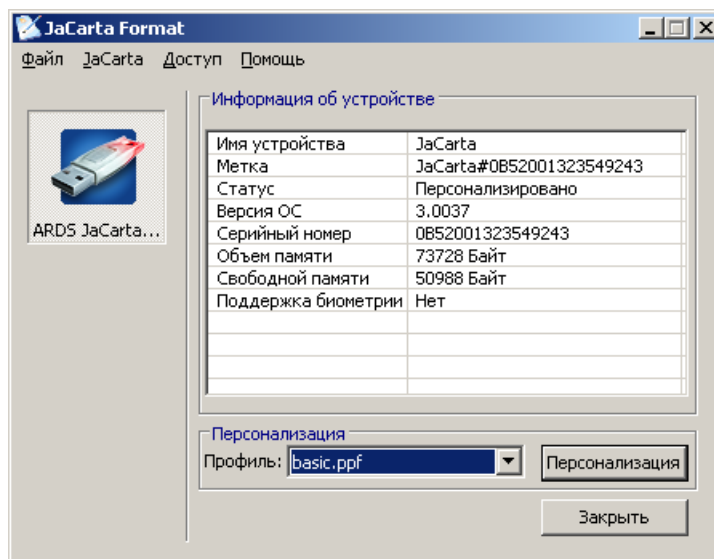 JaCarta Format
Файл JaCarta Доступ Помощь
ARDS JaCarta...
Информация об устройстве
Имя устройства JaCarta
Метка JaCarta#0B52001323549243
Статус Персонализировано
Версия ОС 3.0037
Серийный номер 0B52001323549243
Объем памяти 73728 Байт
Свободной памяти 50988 Байт
Поддержка биометрии Нет
Персонализация
Профиль: basic.ppf Персонализация
Закрыть